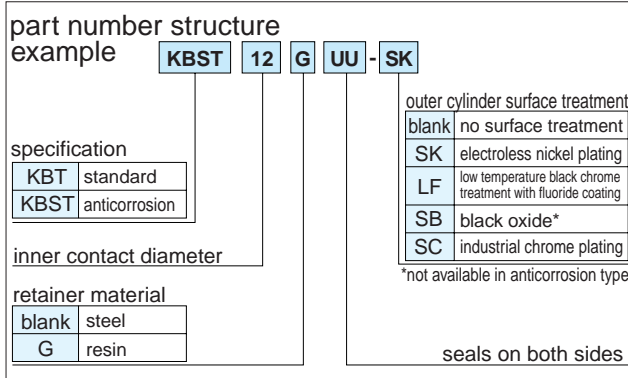 part number structure
example
KBST 12 G UU - SK
specification
KBT standard
KBST anticorrosion
inner contact diameter
retainer material
blank steel
G resin
outer cylinder surface treatment
blank no surface treatment
SK electroless nickel plating
LF low temperature black chrome
treatment with fluoride coating
SB black oxide*
SC industrial chrome plating
*not available in anticorrosion type
seals on both sides